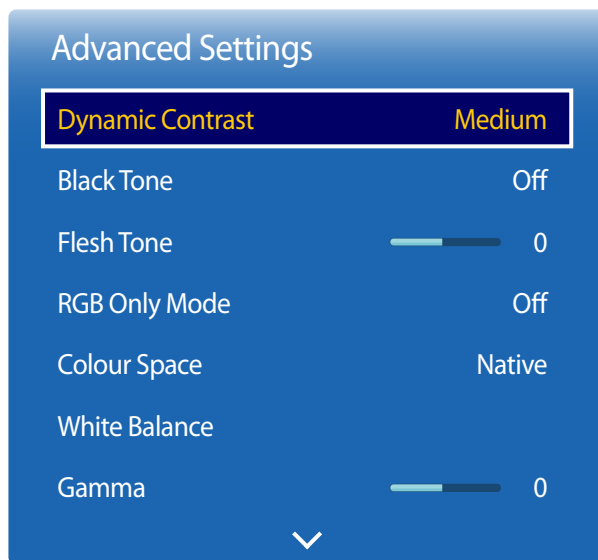 Advanced Settings
Dynamic Contrast Medium
Black Tone Off
Flesh Tone 0
RGB Only Mode Off
Colour Space Native
White Balance
Gamma 0